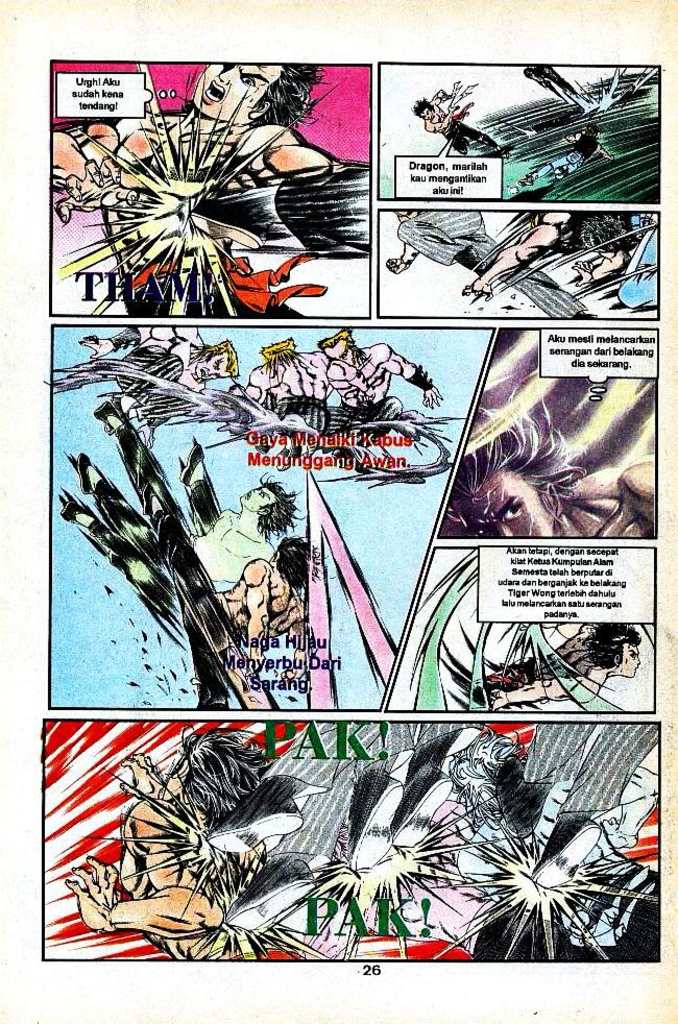 Urgh! Aku
sudah kena
tendang!
THAM!
Dragon, marilah
kau mengantikan
aku ini!
Gaya Menaiki Kabus
Menunggang Awan.
Naga Hijau
Menyerbu Dari
Sarang.
Aku mesti melancarkan
serangan dari belakang
dia sekarang.
Akan tetapi, dengan secepat
kilat Ketua Kumpulan Alam
Semesta telah berputar di
udara dan berganjak ke belakang
Tiger Wong terlebih dahulu
lalu melancarkan satu serangan
padanya.
PAK!
PAK!
26